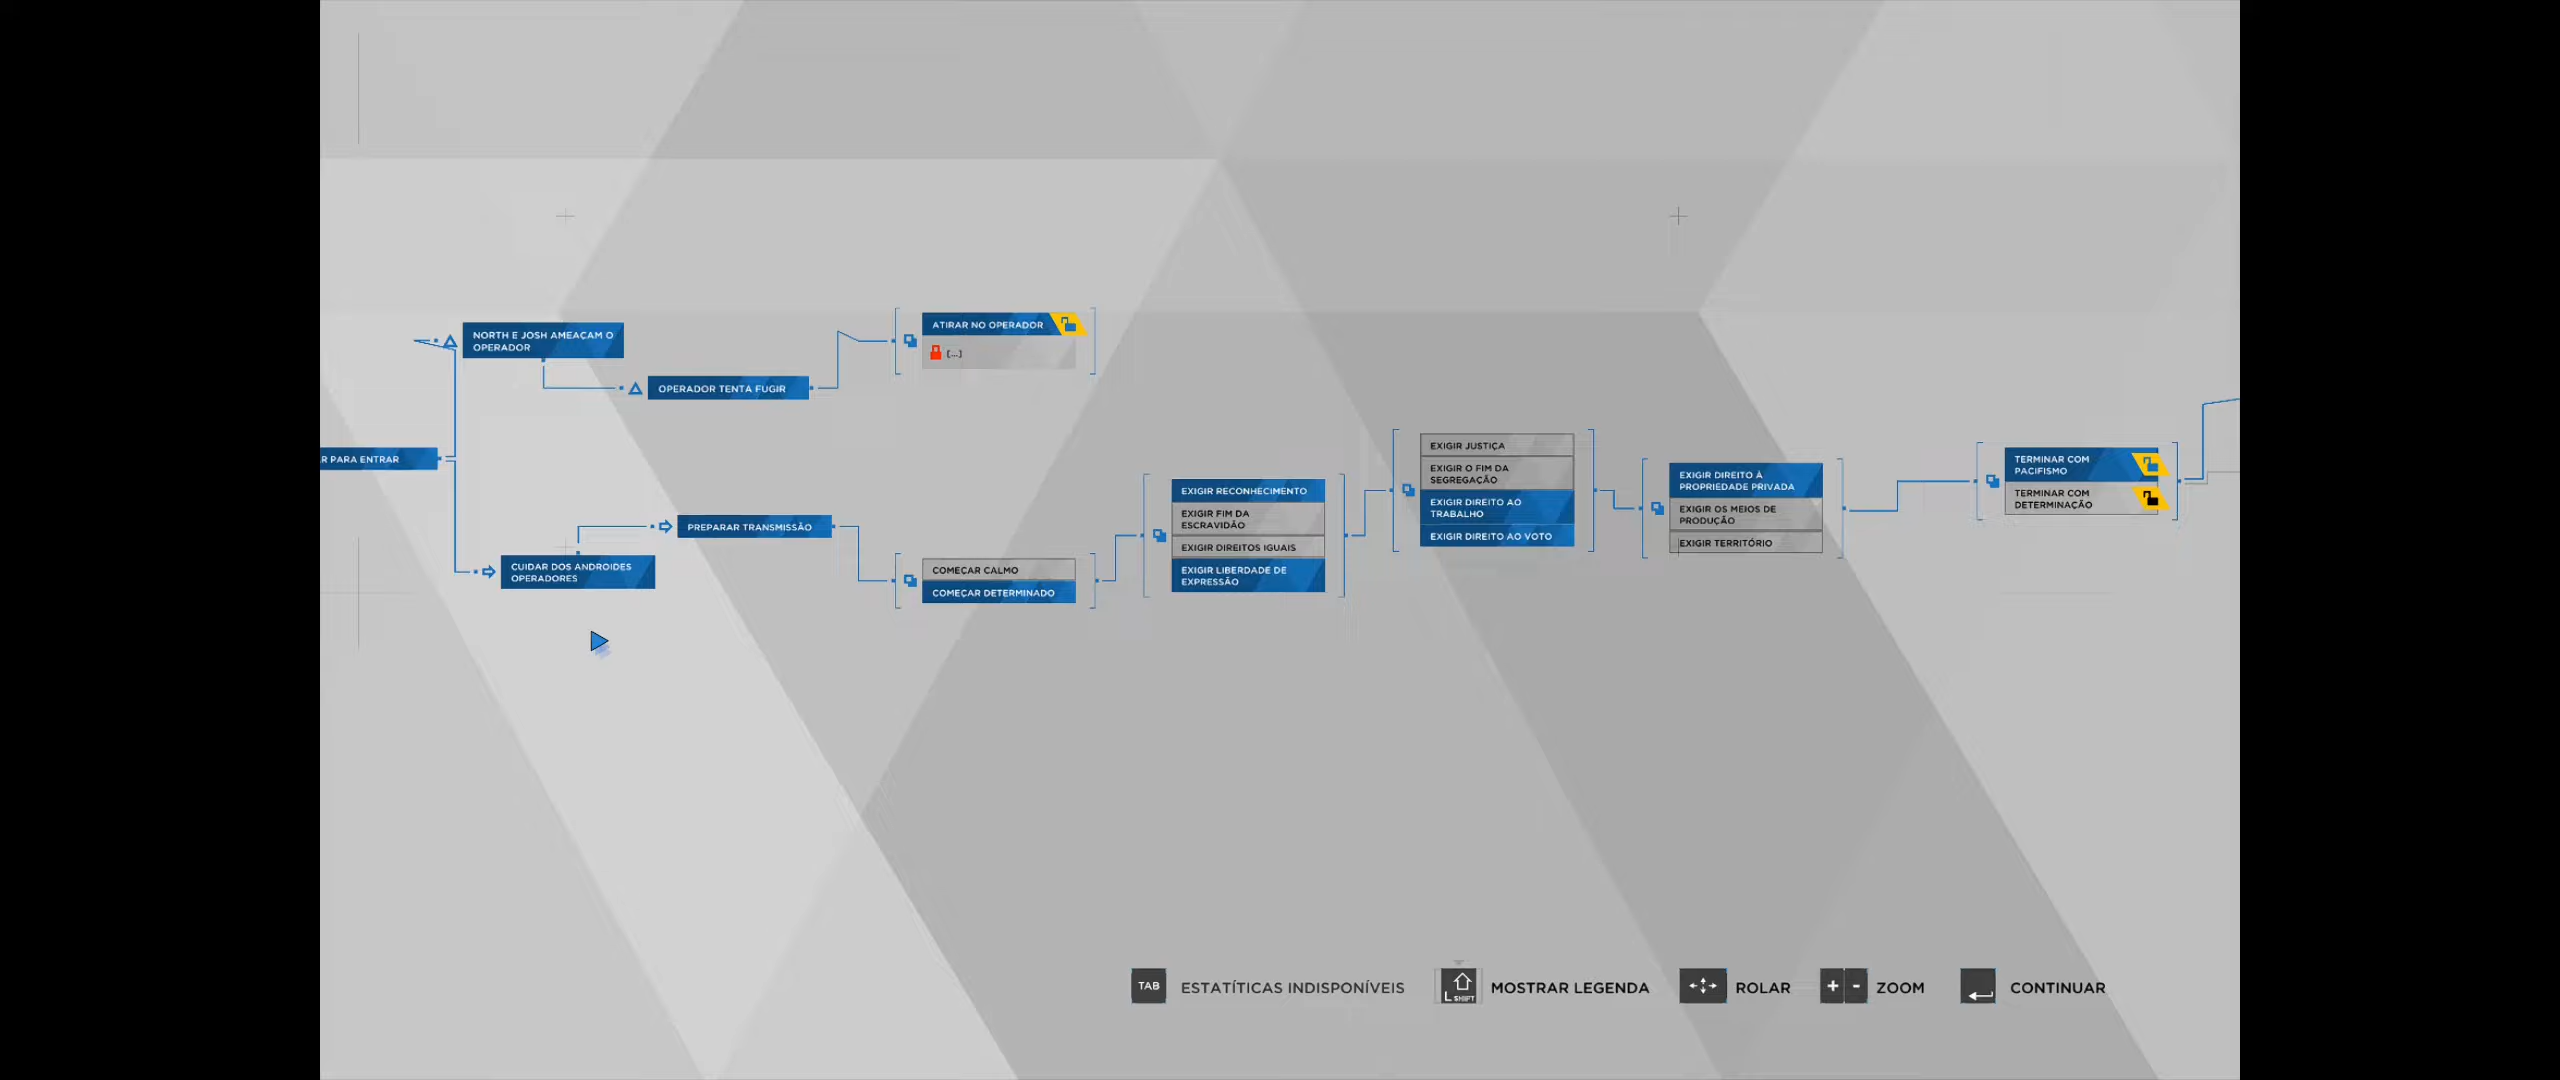 NORTH E JOSH AMEAÇAM O
OPERADOR
OPERADOR TENTA FUGIR
ATIRAR NO OPERADOR
[...]
R PARA ENTRAR
CUIDAR DOS ANDROIDES
OPERADORES
PREPARAR TRANSMISSÃO
COMEÇAR CALMO
COMEÇAR DETERMINADO
EXIGIR RECONHECIMENTO
EXIGIR FIM DA
ESCRAVIDÃO
EXIGIR DIREITOS IGUAIS
EXIGIR LIBERDADE DE
EXPRESSÃO
EXIGIR JUSTIÇA
EXIGIR O FIM DA
SEGREGAÇÃO
EXIGIR DIREITO AO
TRABALHO
EXIGIR DIREITO AO VOTO
EXIGIR DIREITO À
PROPRIEDADE PRIVADA
EXIGIR OS MEIOS DE
PRODUÇÃO
EXIGIR TERRITÓRIO
TERMINAR COM
PACIFISMO
TERMINAR COM
DETERMINAÇÃO
TAB ESTATÍTICAS INDISPONÍVEIS
L SHIFT MOSTRAR LEGENDA
ROLAR
+ - ZOOM
CONTINUAR